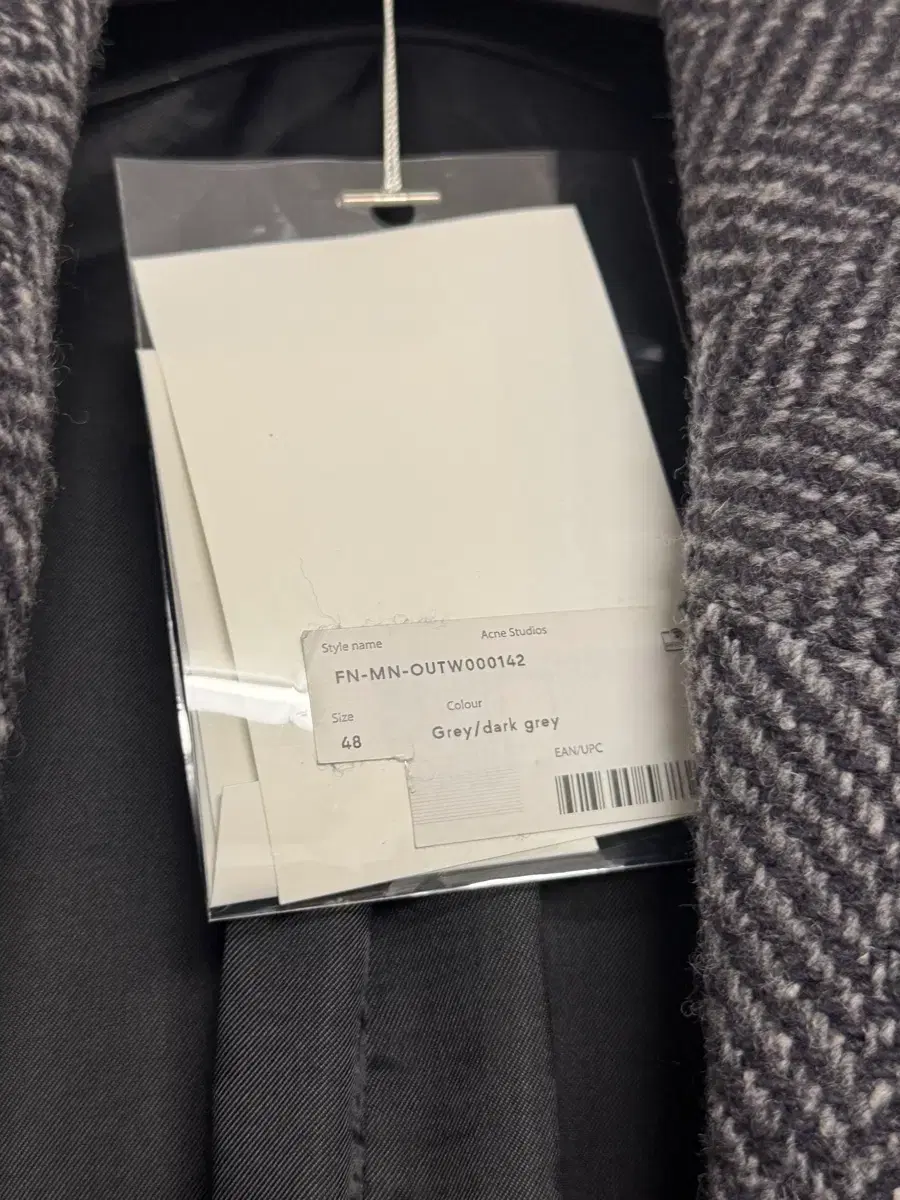 Style name
Acne Studios
FN-MN-OUTW000142
Size
Colour
48
Grey/dark grey
EAN/UPC